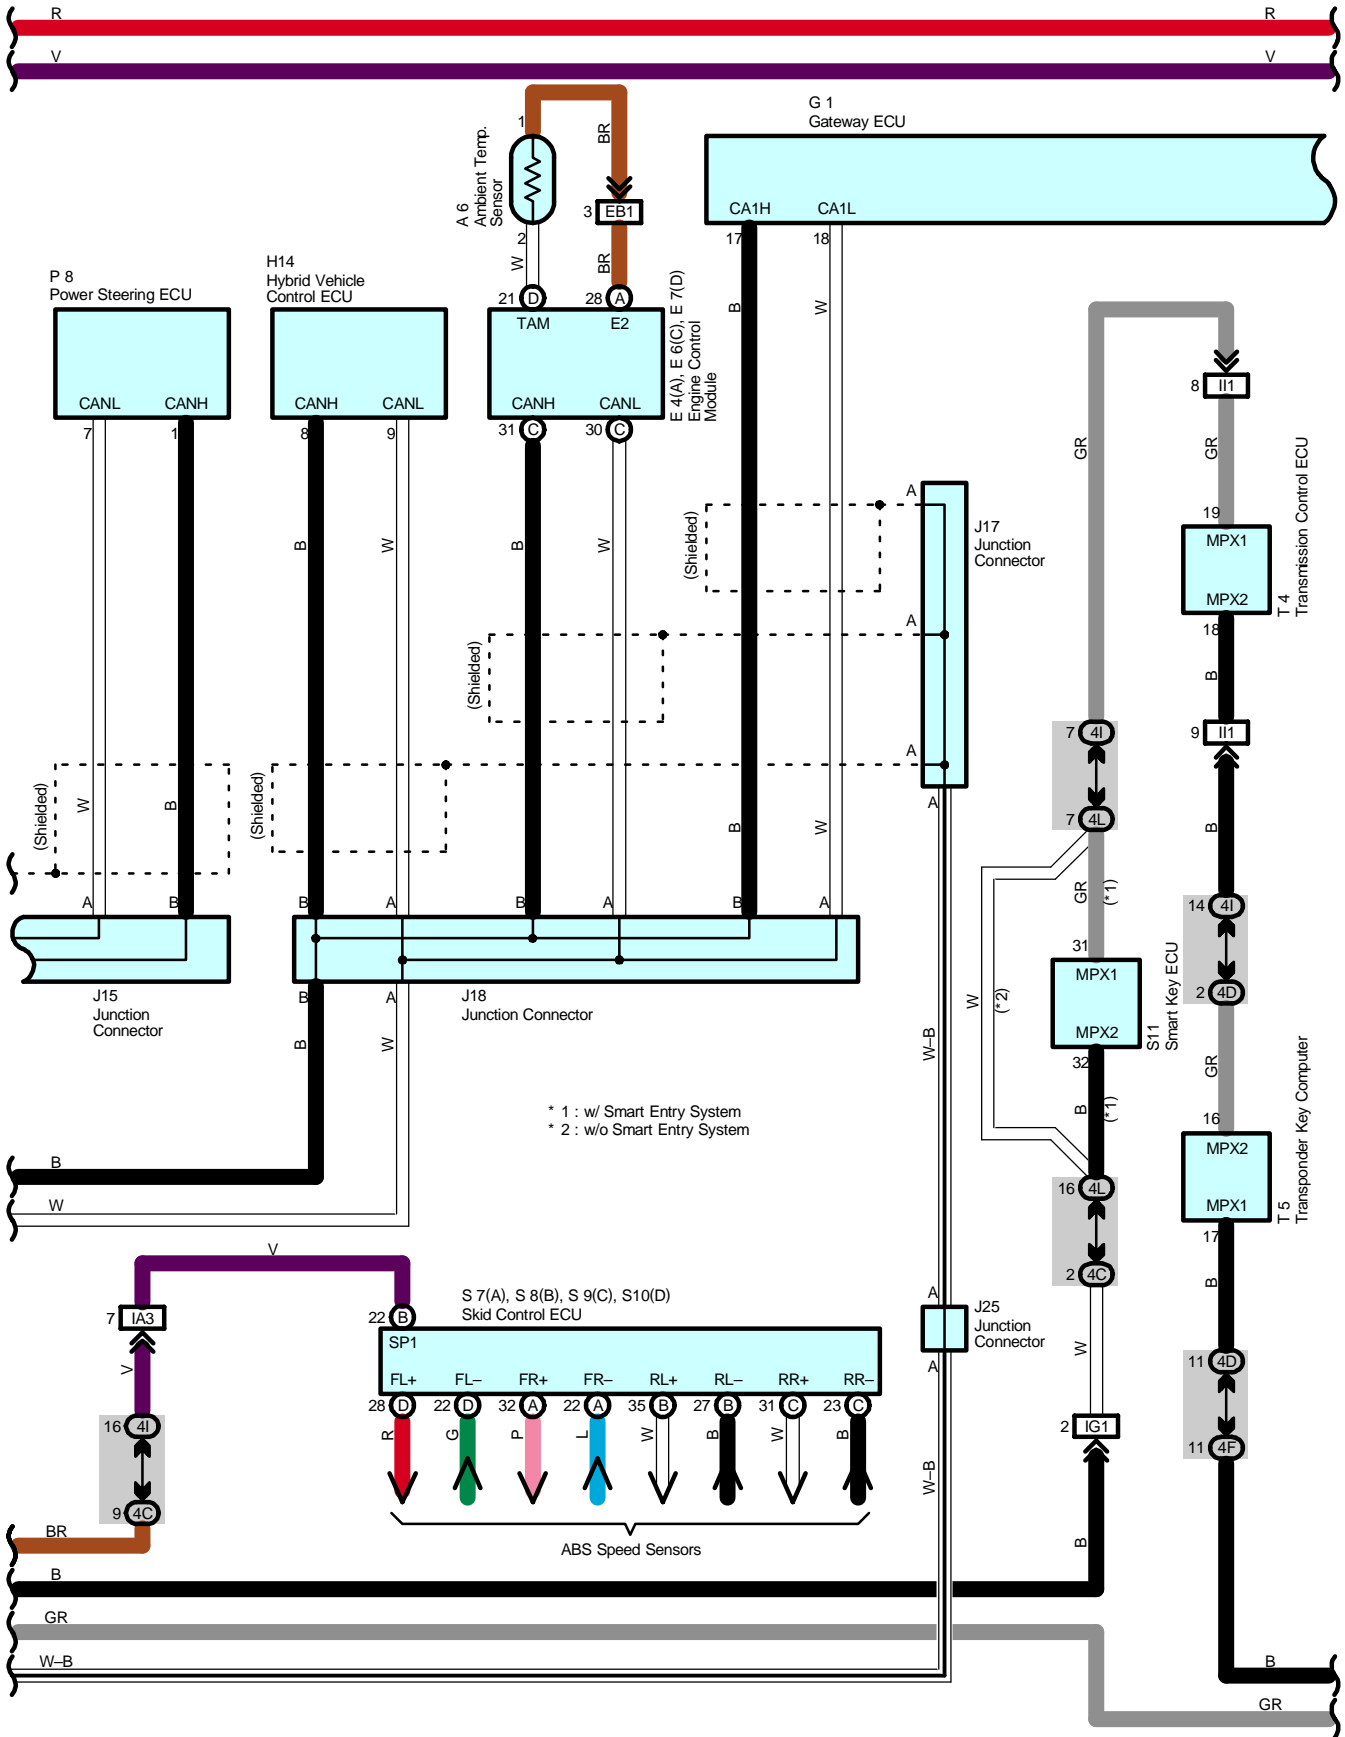 R
R
V
V
G 1
Gateway ECU
CA1H
CA1L
17
18
B
W
1
A 6
Ambient Temp.
Sensor
2
W
BR
3
EB1
BR
21
D
28
A
TAM
E2
CANH
CANL
31
C
30
C
E 4(A), E 6(C), E 7(D)
Engine Control
Module
P 8
Power Steering ECU
CANL
CANH
7
1
H14
Hybrid Vehicle
Control ECU
CANH
CANL
8
9
B
W
B
W
(Shielded)
A
J17
Junction
Connector
(Shielded)
A
(Shielded)
A
A
(Shielded)
W
B
B
W
A
B
B
A
B
A
B
A
J15
Junction
Connector
B
A
J18
Junction Connector
B
W
* 1 : w/ Smart Entry System
* 2 : w/o Smart Entry System
B
W
GR
8
II1
GR
19
MPX1
MPX2
T 4
Transmission Control ECU
18
B
9
II1
B
7
4I
7
4L
GR
(*1)
31
MPX1
MPX2
S11
Smart Key ECU
32
B
(*1)
W
(*2)
14
4I
2
4D
GR
16
MPX2
MPX1
T 5
Transponder Key Computer
17
B
16
4L
2
4C
W
2
IG1
B
11
4D
11
4F
W–B
A
J25
Junction
Connector
A
W–B
V
7
IA3
V
16
4I
9
4C
S 7(A), S 8(B), S 9(C), S10(D)
Skid Control ECU
22
B
SP1
FL+
FL–
FR+
FR–
RL+
RL–
RR+
RR–
28
D
22
D
32
A
22
A
35
B
27
B
31
C
23
C
R
G
P
L
W
B
W
B
ABS Speed Sensors
BR
B
GR
W–B
B
GR